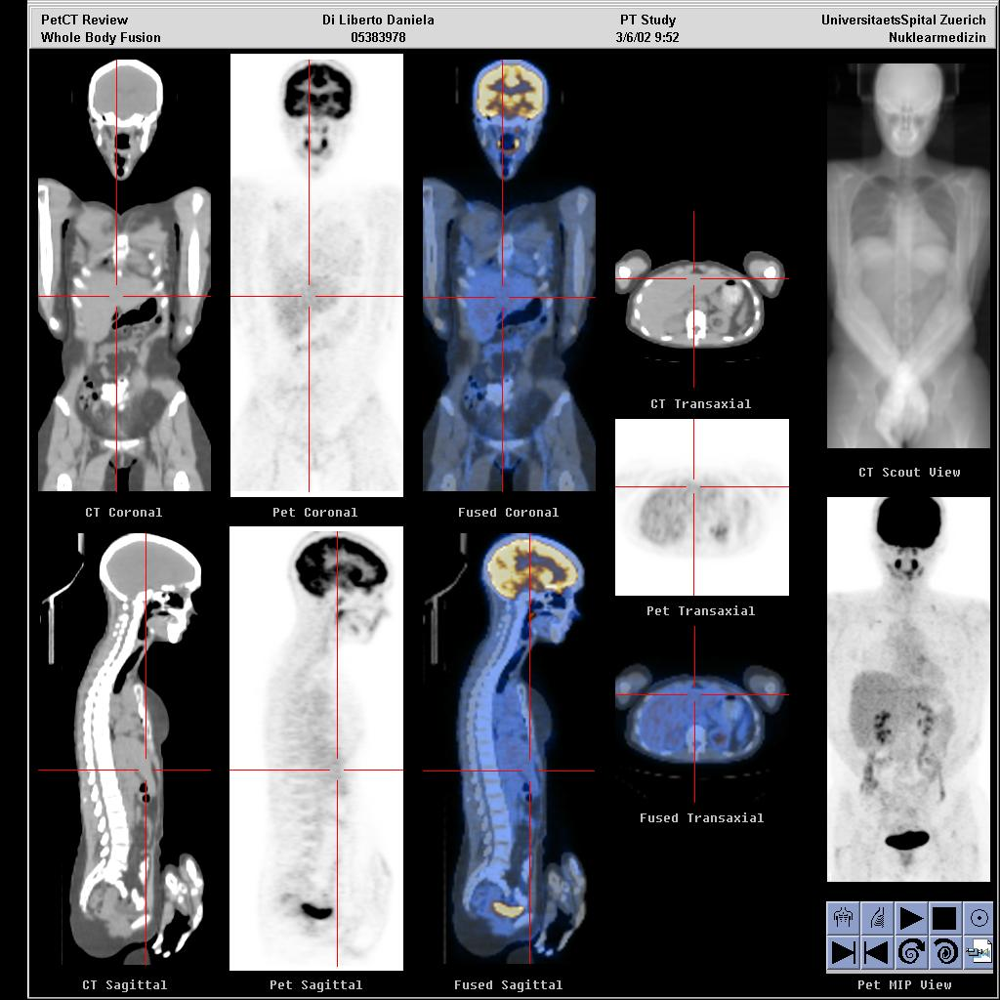 PetCT Review Di Liberto Daniela PT Study UniversitaetsSpital Zuerich
Whole Body Fusion 05383978 3/6/02 9:52 Nuklearmedizin
CT Transaxial
CT Scout View
CT Coronal Pet Coronal Fused Coronal
Pet Transaxial
Fused Transaxial
CT Sagittal Pet Sagittal Fused Sagittal Pet MIP View